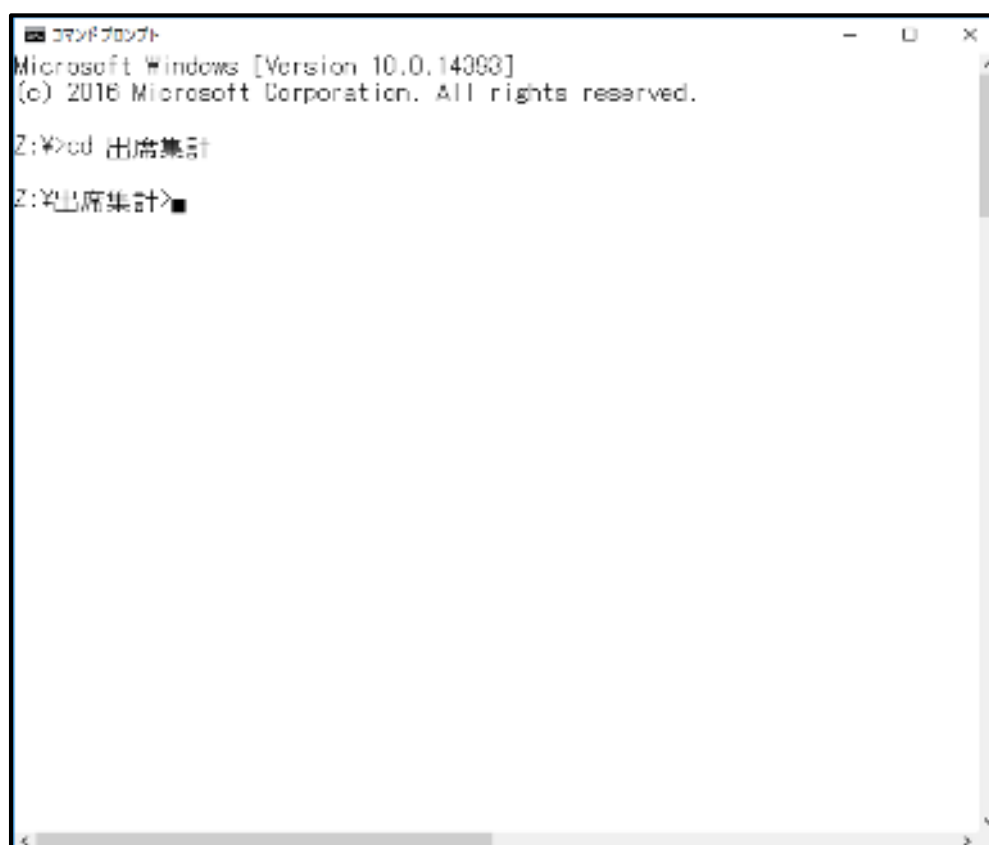 コマンドプロンプト
Microsoft Windows [Version 10.0.14393]
(c) 2016 Microsoft Corporation. All rights reserved.
Z:¥>cd 出席集計
Z:¥出席集計>